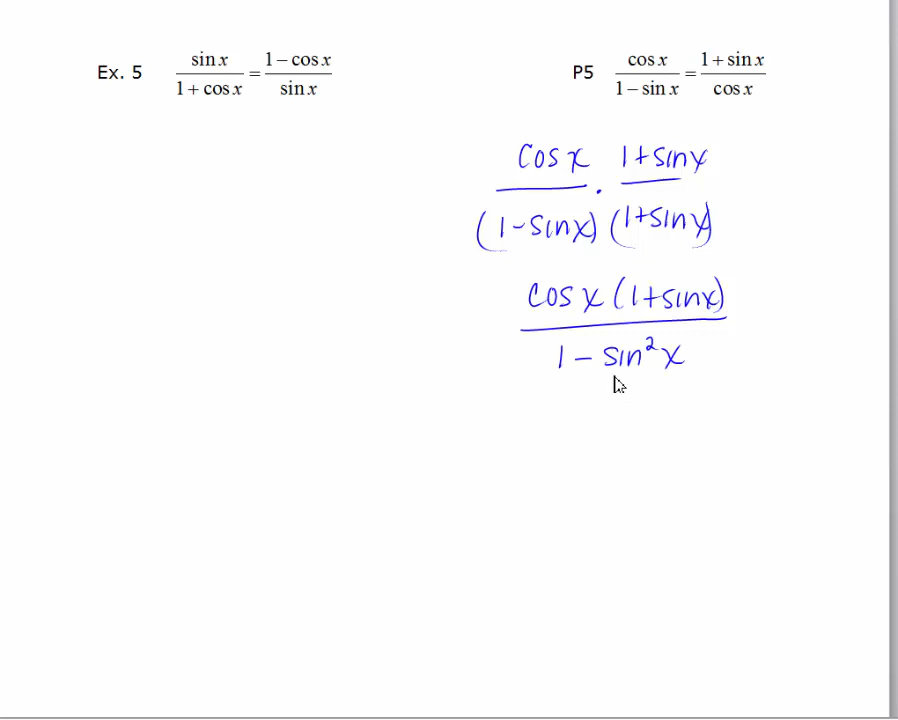 Ex. 5 sin x / 1 + cos x = 1 − cos x / sin x
P5 cos x / 1 − sin x = 1 + sin x / cos x
cos x / (1 − sin x) · 1 + sin x / (1 + sin x)
cos x (1 + sin x) / 1 − sin² x